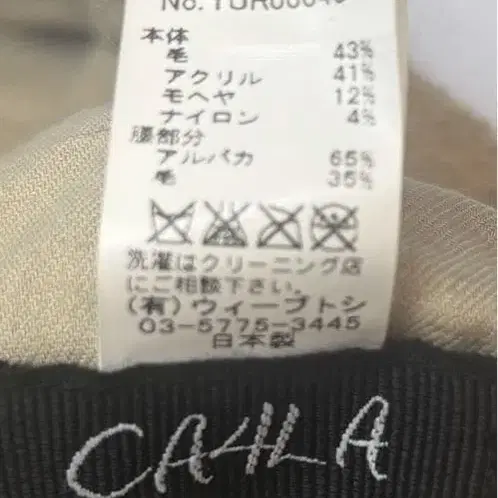 本体
毛 43%
アクリル 41%
モヘヤ 12%
ナイロン 4%
腰部分
アルパカ 65%
毛 35%
洗濯はクリーニング店
にご相談下さい.
(有)ウィーブトシ
03-5775-3445
日本製
CA4LA